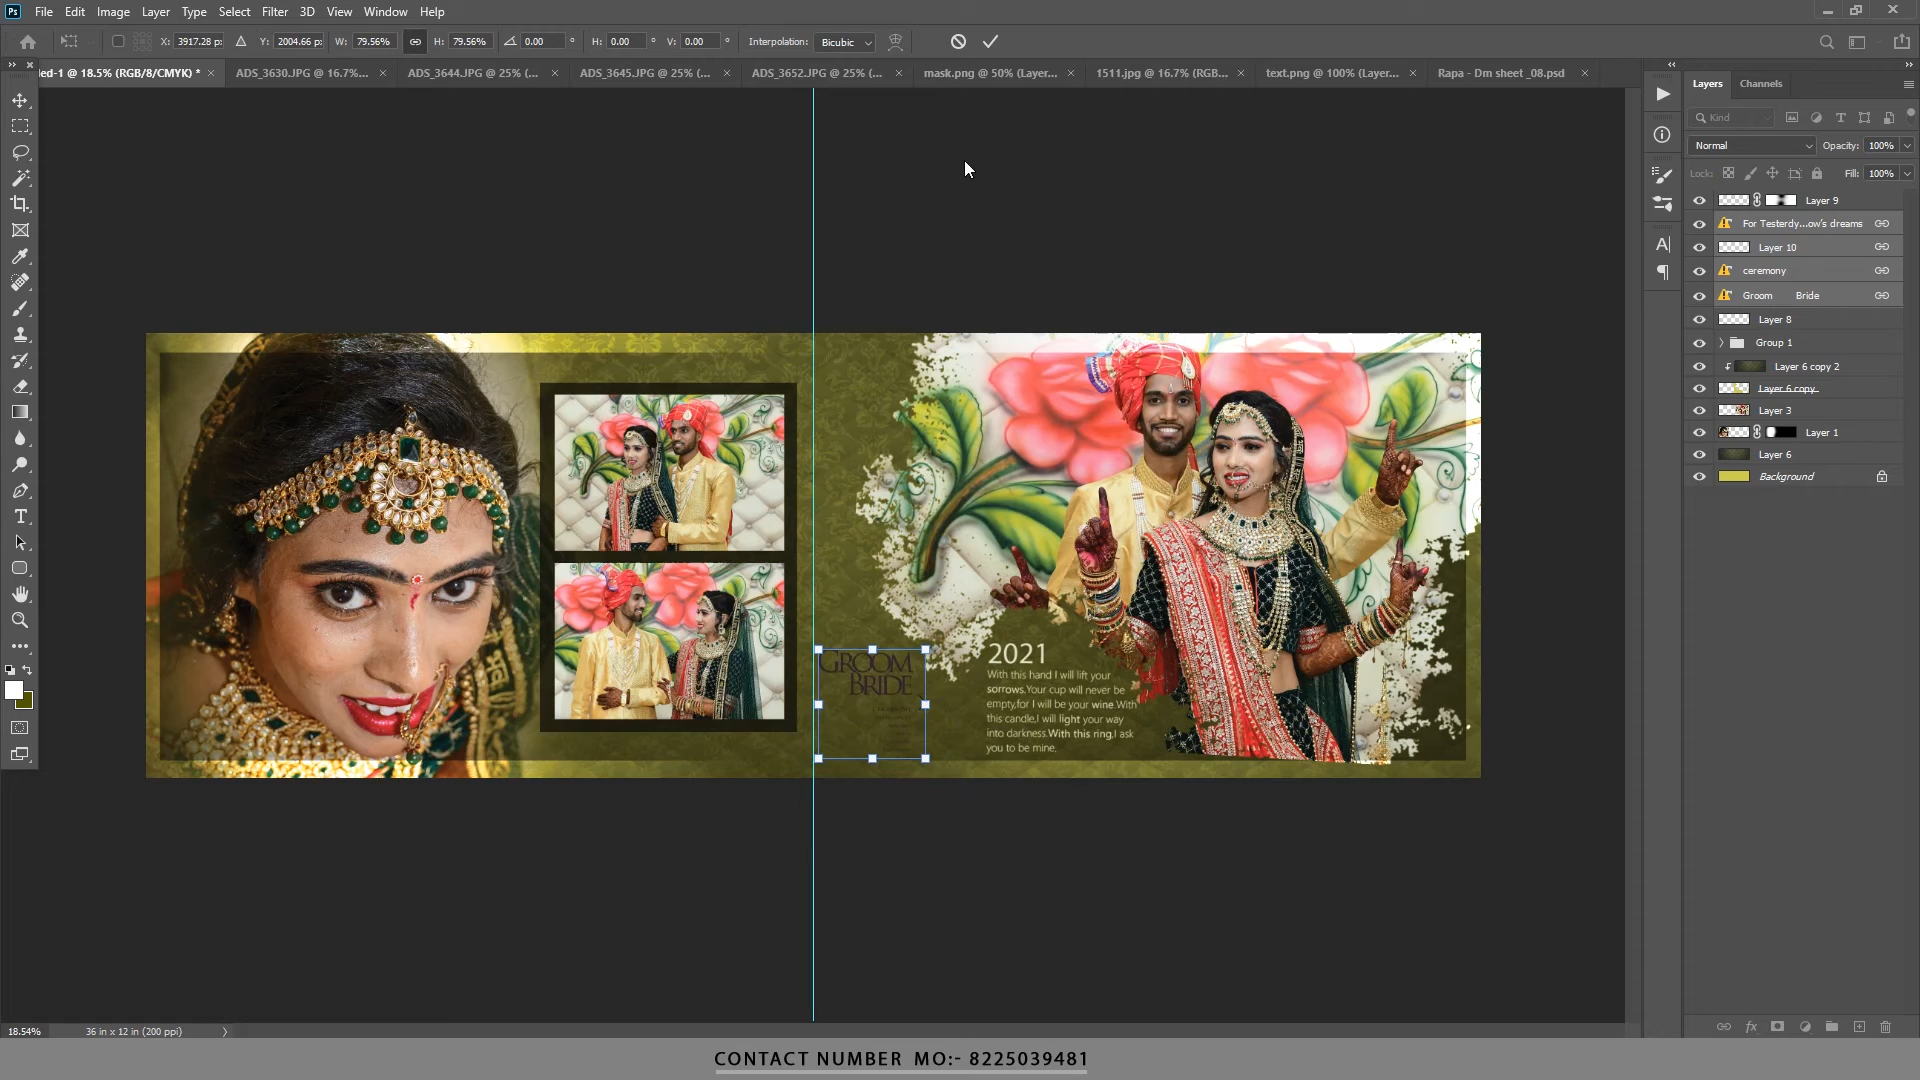 File Edit Image Layer Type Select Filter 3D View Window Help
X: 3917.28 p: Y: 2004.66 p: W: 79.56% H: 79.56% 0.00 ° H: 0.00 ° V: 0.00 ° Interpolation: Bicubic
led-1 @ 18.5% (RGB/8/CMYK) * ADS_3630.JPG @ 16.7%... ADS_3644.JPG @ 25% (... ADS_3645.JPG @ 25% (... ADS_3652.JPG @ 25% (... mask.png @ 50% (Layer... 1511.jpg @ 16.7% (RGB... text.png @ 100% (Layer... Rapa - Dm sheet _08.psd
Layers Channels
Kind
Normal Opacity: 100%
Lock: Fill: 100%
Layer 9
For Testerdy...ow's dreams
Layer 10
ceremony
Groom Bride
Layer 8
Group 1
Layer 6 copy 2
Layer 6 copy
Layer 3
Layer 1
Layer 6
Background
GROOM
BRIDE
2021
With this hand I will lift your
sorrows.Your cup will never be
empty,for I will be your wine.With
this candle,I will light your way
into darkness.With this ring,I ask
you to be mine.
18.54% 36 in x 12 in (200 ppi)
CONTACT NUMBER MO:- 8225039481